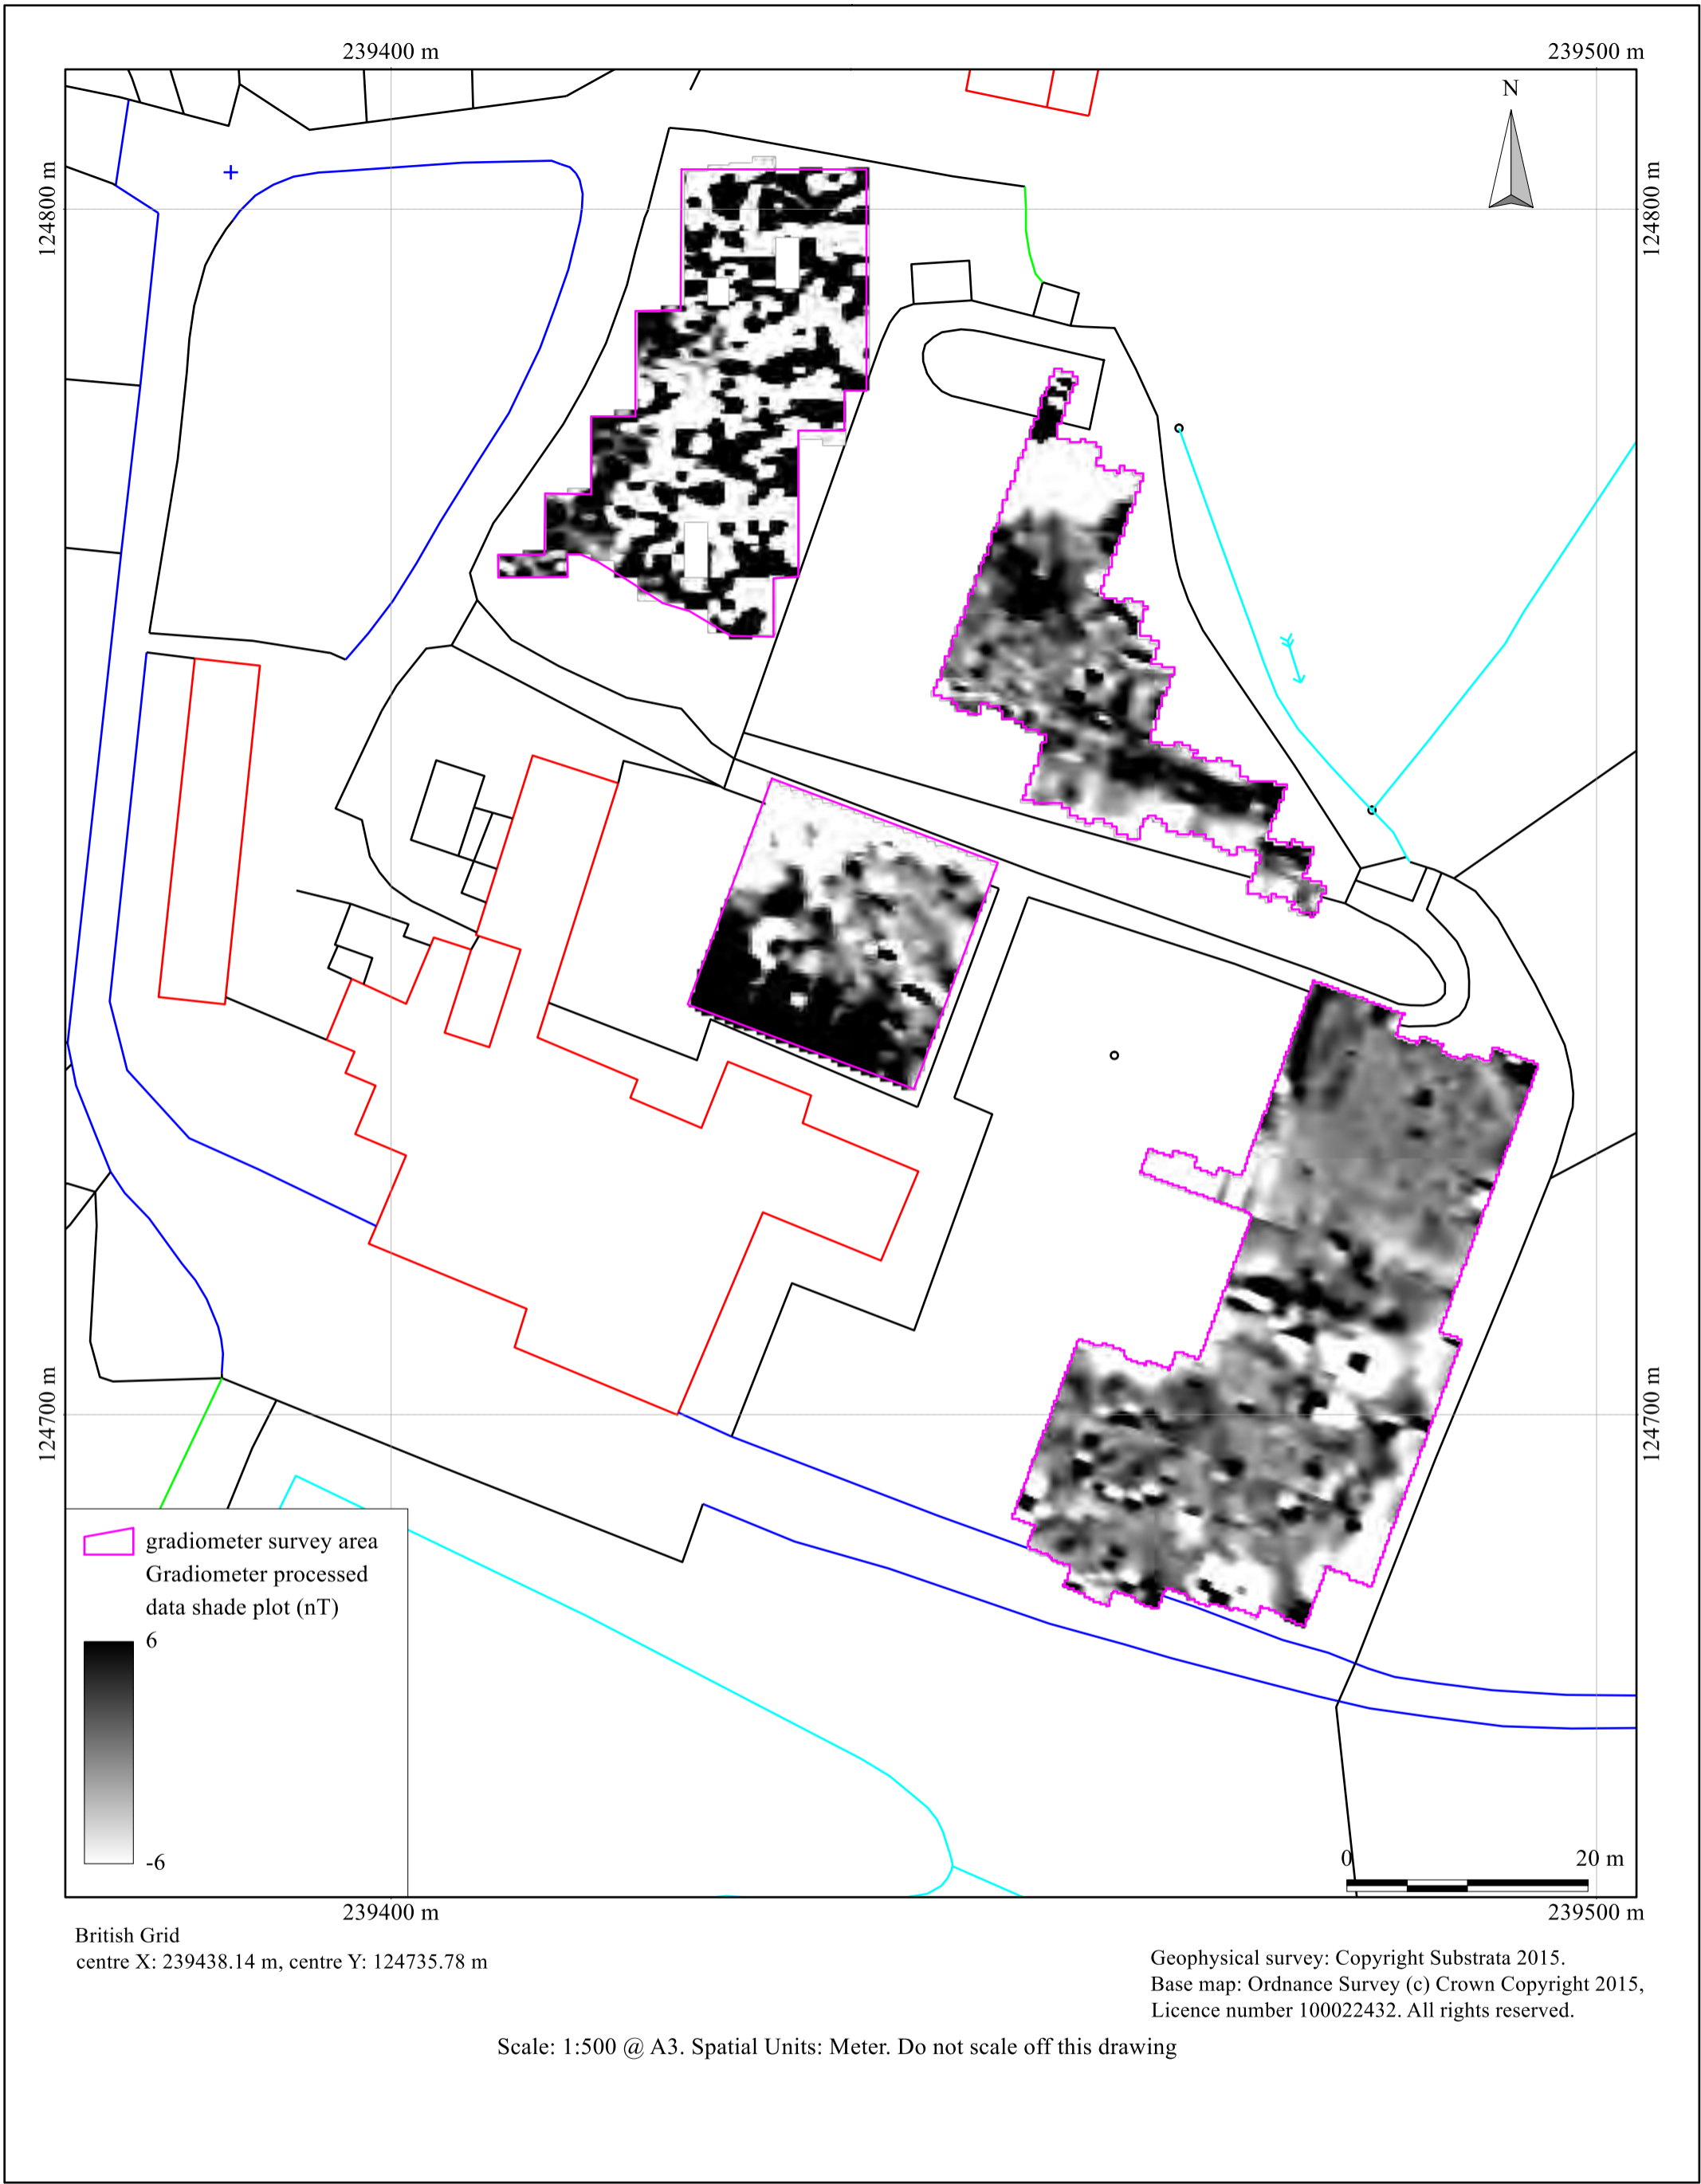 239400 m
239500 m
N
124800 m
124800 m
124700 m
124700 m
gradiometer survey area
Gradiometer processed
data shade plot (nT)
6
-6
0
20 m
239400 m
239500 m
British Grid
centre X: 239438.14 m, centre Y: 124735.78 m
Geophysical survey: Copyright Substrata 2015.
Base map: Ordnance Survey (c) Crown Copyright 2015,
Licence number 100022432. All rights reserved.
Scale: 1:500 @ A3. Spatial Units: Meter. Do not scale off this drawing